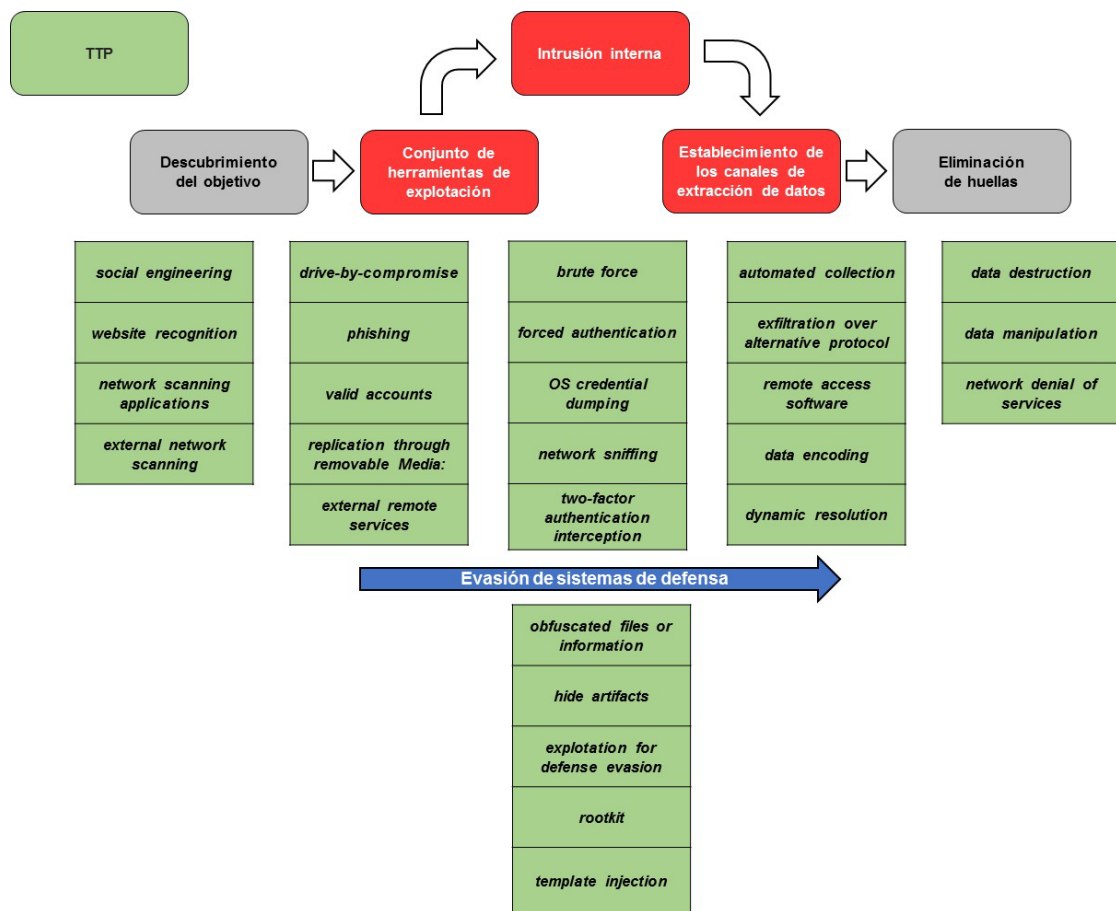 TTP
Intrusión interna
Descubrimiento
del objetivo
Conjunto de
herramientas de
explotación
Establecimiento de
los canales de
extracción de datos
Eliminación
de huellas
social engineering
website recognition
network scanning
applications
external network
scanning
drive-by-compromise
phishing
valid accounts
replication through
removable Media:
external remote
services
brute force
forced authentication
OS credential
dumping
network sniffing
two-factor
authentication
interception
automated collection
exfiltration over
alternative protocol
remote access
software
data encoding
dynamic resolution
data destruction
data manipulation
network denial of
services
Evasión de sistemas de defensa
obfuscated files or
information
hide artifacts
explotation for
defense evasion
rootkit
template injection